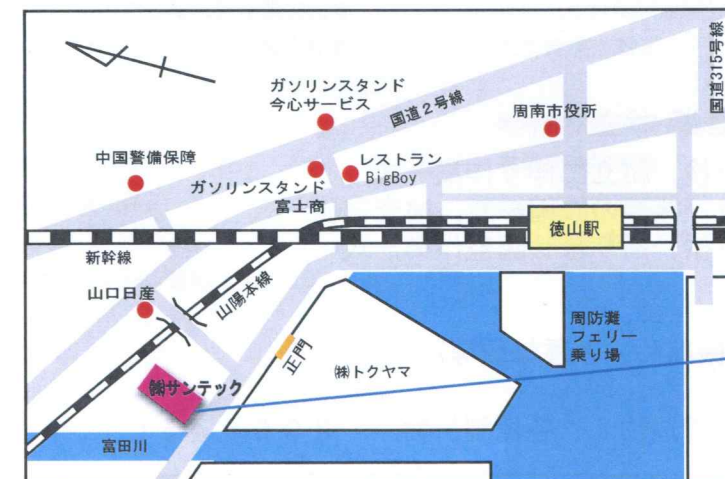 国道315号線
ガソリンスタンド
今心サービス
国道2号線
周南市役所
中国警備保障
レストラン
BigBoy
ガソリンスタンド
富士商
徳山駅
新幹線
山陽本線
山口日産
周防灘
フェリー
乗り場
正門
㈱トクヤマ
㈱サンテック
富田川